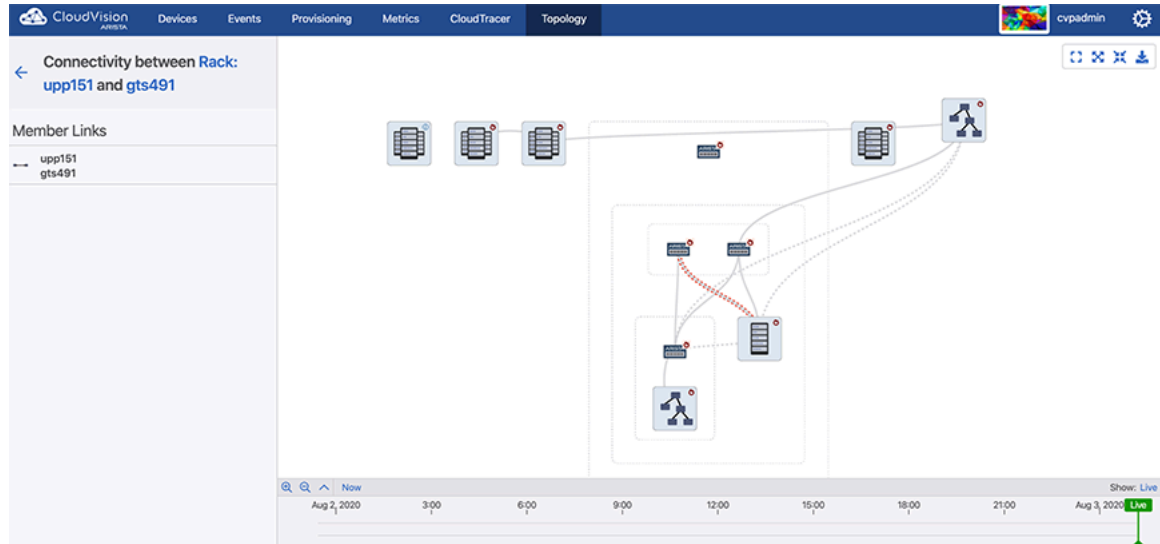 CloudVision
ARISTA
Devices
Events
Provisioning
Metrics
CloudTracer
Topology
cvpadmin
Connectivity between Rack:
upp151 and gts491
Member Links
upp151
gts491
Now
Show: Live
Aug 2, 2020
3:00
6:00
9:00
12:00
15:00
18:00
21:00
Aug 3, 2020
Live